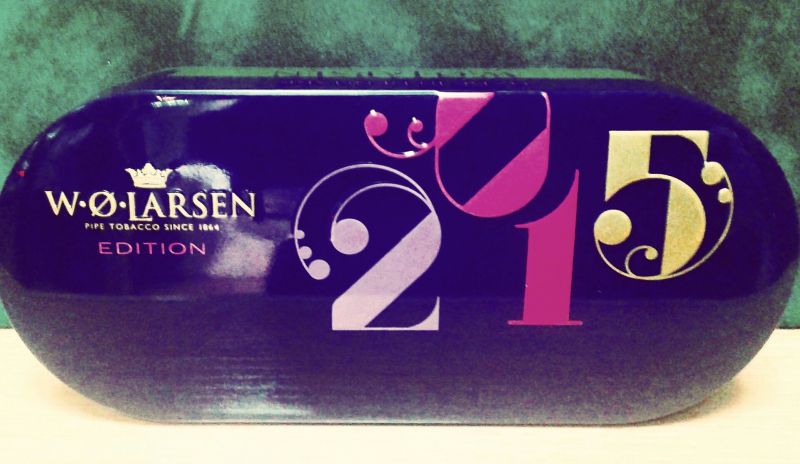 W·Ø·LARSEN
PIPE TOBACCO SINCE 1864
EDITION
2015